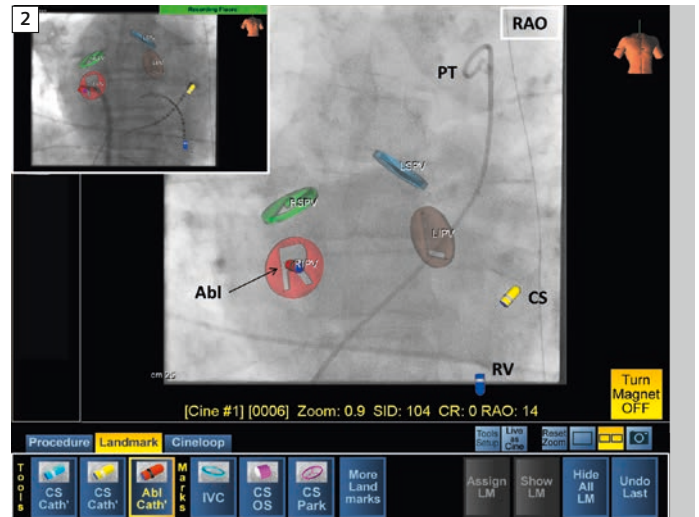 2
Recording Fluoro
RAO
PT
LSPV
RSPV
LIPV
RIPV
Abl
CS
RV
cm 25
[Cine #1] [0006] Zoom: 0.9 SID: 104 CR: 0 RAO: 14
Turn
Magnet
OFF
Procedure
Landmark
Cineloop
Tools
Setup
Live
as
Cine
Reset
Zoom
Tools
CS
Cath'
CS
Cath'
Abl
Cath'
Marks
IVC
CS
OS
CS
Park
More
Land
marks
Assign
LM
Show
LM
Hide
All
LM
Undo
Last